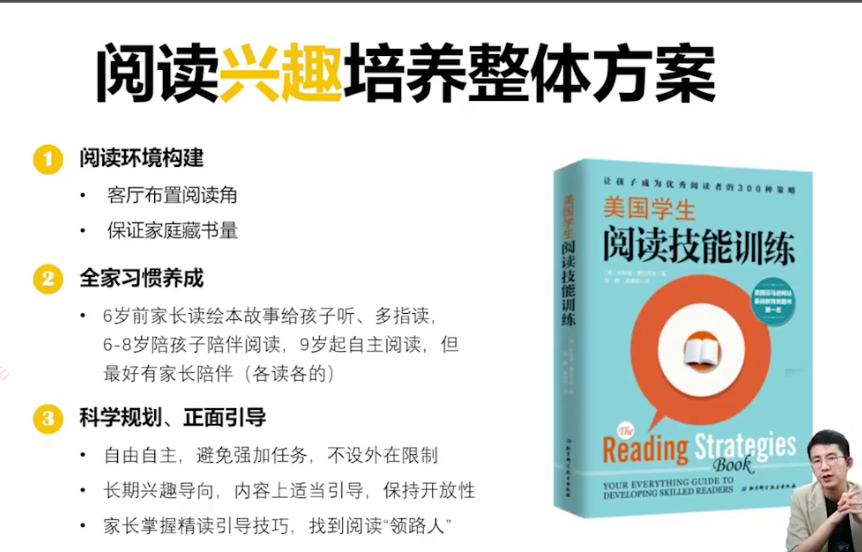 阅读兴趣培养整体方案
1 阅读环境构建
• 客厅布置阅读角
• 保证家庭藏书量
2 全家习惯养成
• 6岁前家长读绘本故事给孩子听、多指读，
6-8岁陪孩子陪伴阅读，9岁起自主阅读，但
最好有家长陪伴（各读各的）
3 科学规划、正面引导
• 自由自主，避免强加任务，不设外在限制
• 长期兴趣导向，内容上适当引导，保持开放性
• 家长掌握精读引导技巧，找到阅读“领路人”
让孩子成为优秀阅读者的300种策略
美国学生
阅读技能训练
美国学生阅读技能训练
The
Reading Strategies
Book
YOUR EVERYTHING GUIDE TO
DEVELOPING SKILLED READERS
北京科学技术出版社